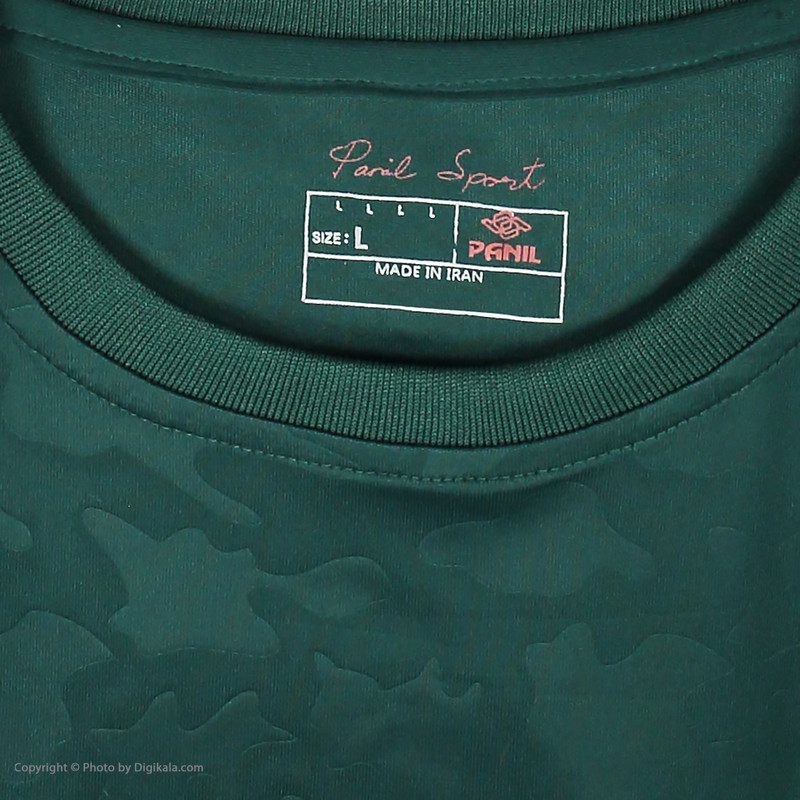 Panil Sport
L L L L
SIZE: L
PANIL
MADE IN IRAN
Copyright © Photo by Digikala.com